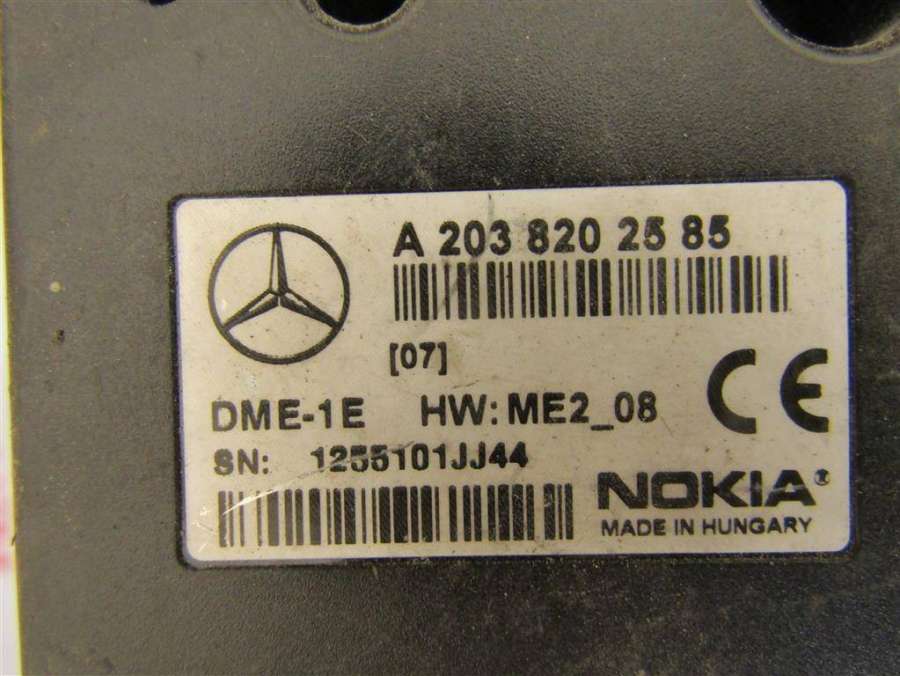 A 203 820 25 85
[07]
DME-1E HW: ME2_08
CE
SN: 1255101JJ44
NOKIA®
MADE IN HUNGARY